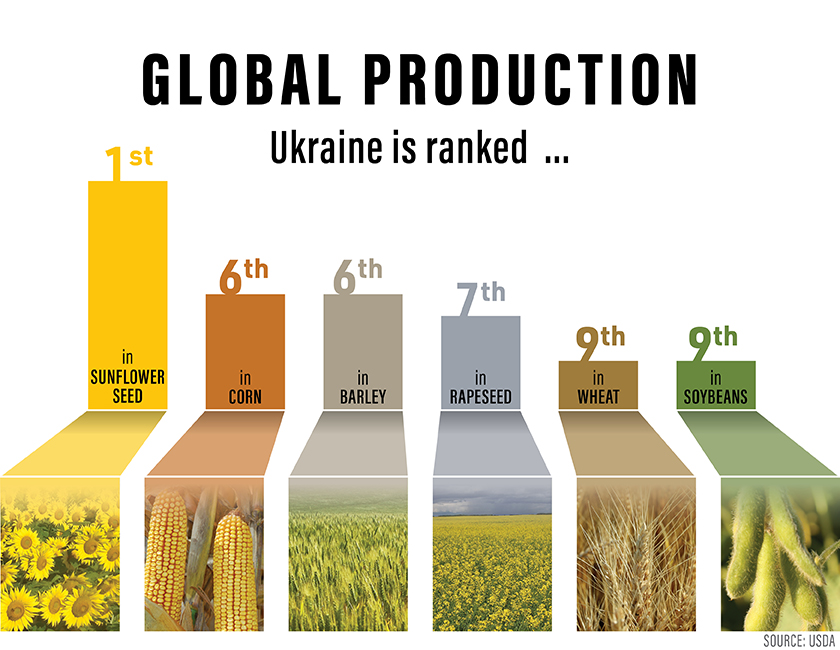 GLOBAL PRODUCTION
Ukraine is ranked ...
1st
in
SUNFLOWER
SEED
6th
in
CORN
6th
in
BARLEY
7th
in
RAPESEED
9th
in
WHEAT
9th
in
SOYBEANS
SOURCE: USDA